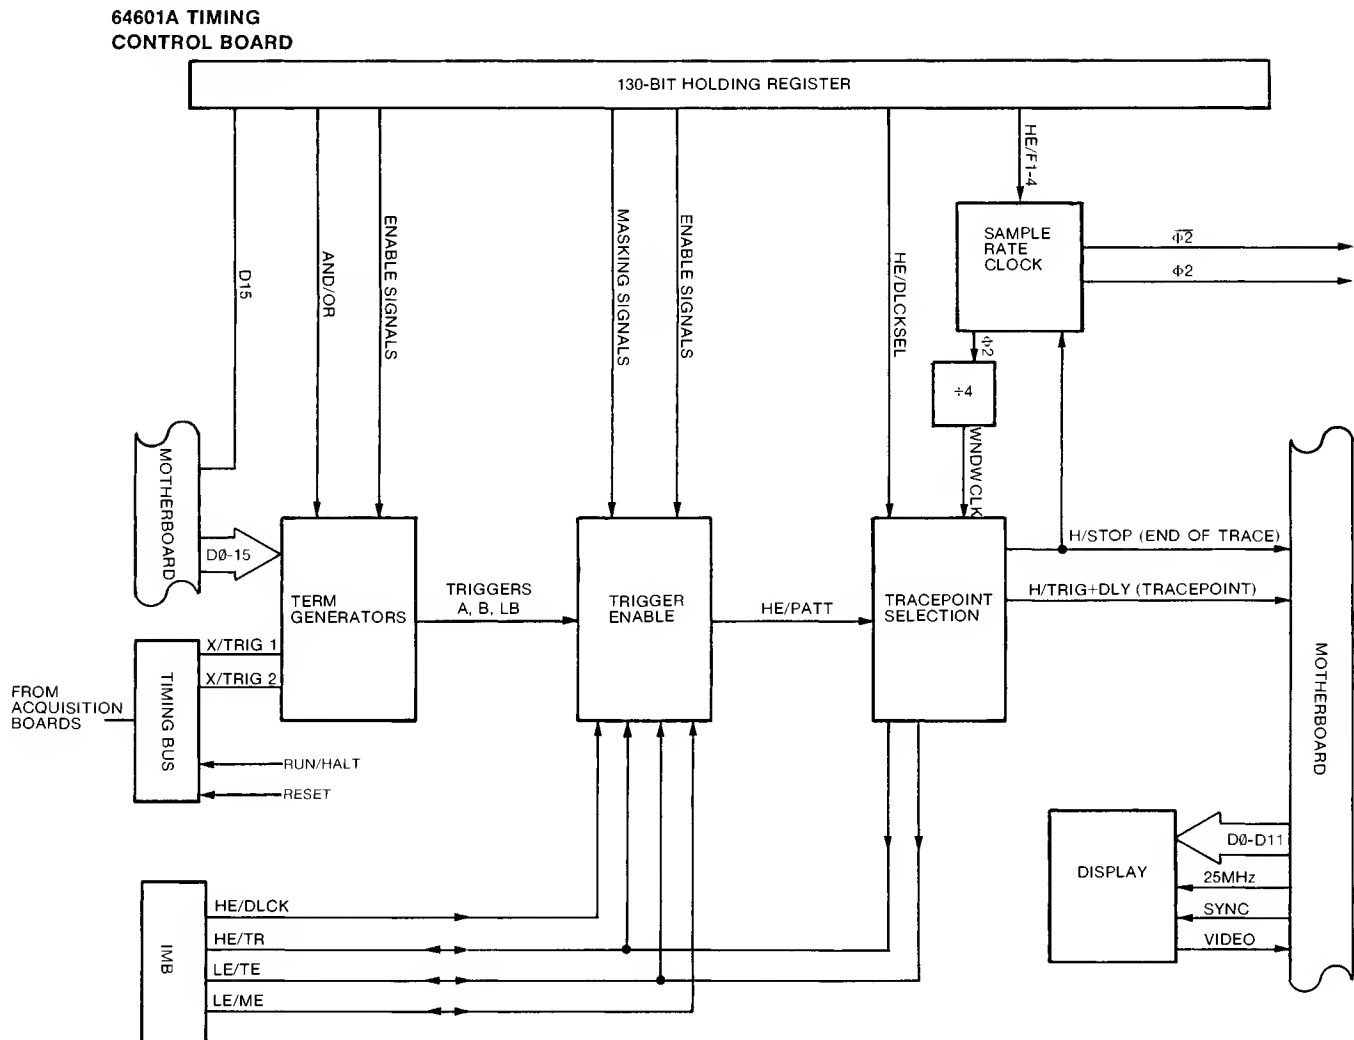 64601A TIMING
CONTROL BOARD
130-BIT HOLDING REGISTER
D15
AND/OR
ENABLE SIGNALS
MASKING SIGNALS
ENABLE SIGNALS
HE/DLCKSEL
HE/F1-4
SAMPLE
RATE
CLOCK
Φ2̅
Φ2
Φ2
÷4
WNDWCLK
MOTHERBOARD
DØ-15
TERM
GENERATORS
TRIGGERS
A, B, LB
TRIGGER
ENABLE
HE/PATT
TRACEPOINT
SELECTION
H/STOP (END OF TRACE)
H/TRIG+DLY (TRACEPOINT)
MOTHERBOARD
X/TRIG 1
X/TRIG 2
FROM
ACQUISITION
BOARDS
TIMING BUS
RUN/HALT
RESET
DISPLAY
DØ-D11
25MHz
SYNC
VIDEO
IMB
HE/DLCK
HE/TR
LE/TE
LE/ME